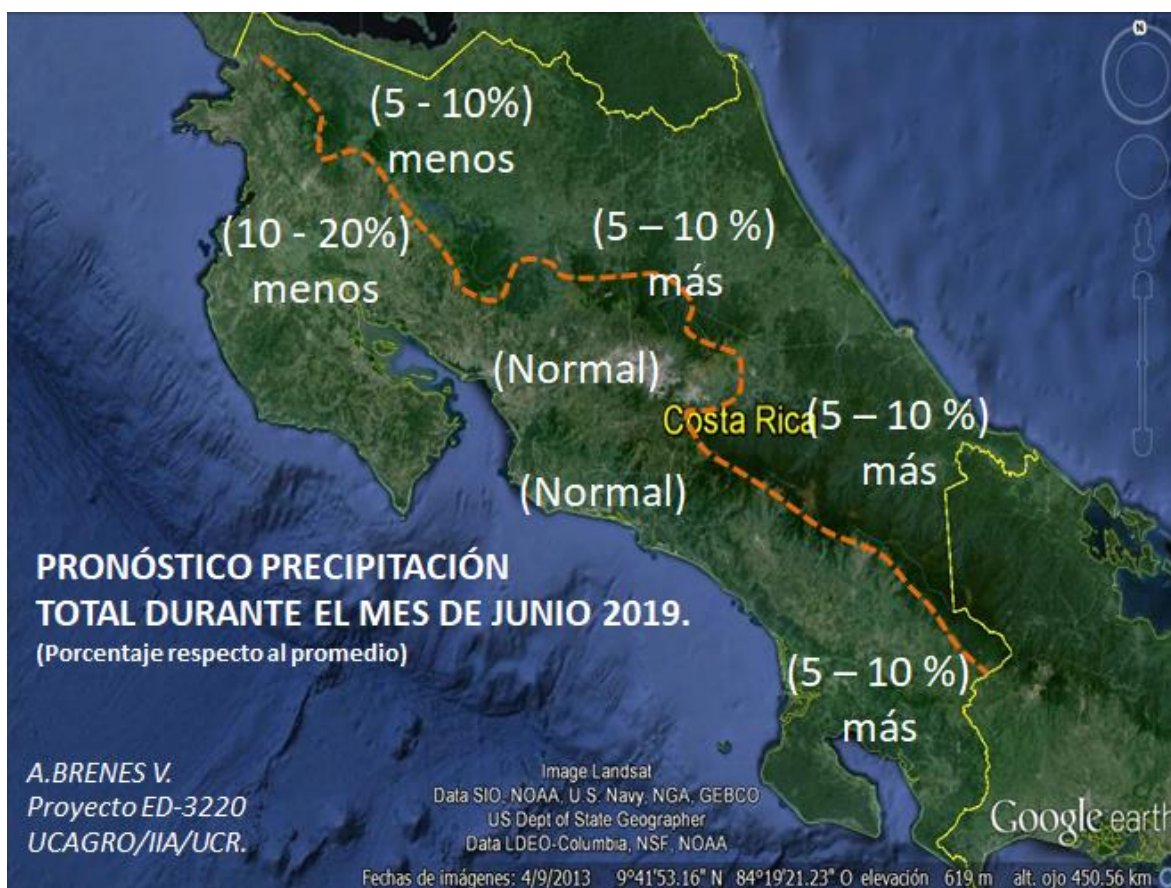 N
(5 - 10%)
menos
(10 - 20%)
menos
(5 – 10 %)
más
(Normal)
Costa Rica
(5 – 10 %)
más
(Normal)
PRONÓSTICO PRECIPITACIÓN
TOTAL DURANTE EL MES DE JUNIO 2019.
(Porcentaje respecto al promedio)
(5 – 10 %)
más
A.BRENES V.
Proyecto ED-3220
UCAGRO/IIA/UCR.
Image Landsat
Data SIO, NOAA, U.S. Navy, NGA, GEBCO
US Dept of State Geographer
Data LDEO-Columbia, NSF, NOAA
Google earth
Fechas de imágenes: 4/9/2013 9°41'53.16" N 84°19'21.23" O elevación 619 m alt. ojo 450.56 km